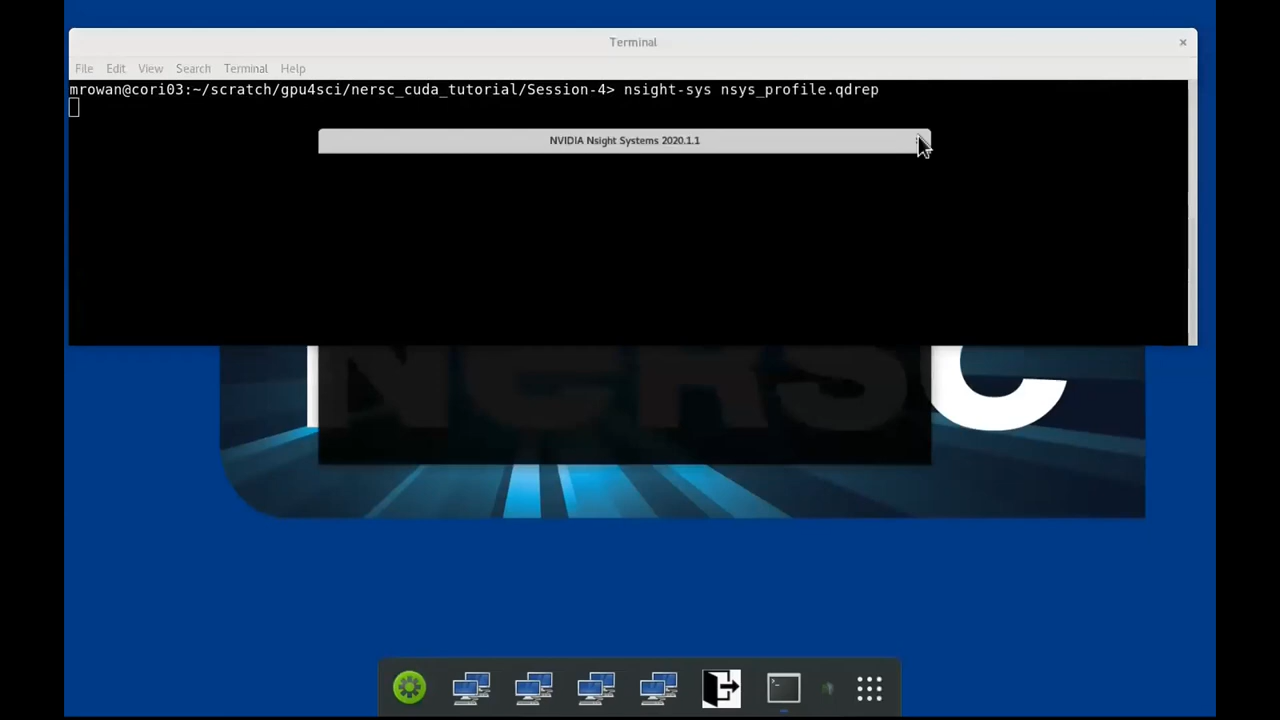 Terminal
File Edit View Search Terminal Help
mrowan@cori03:~/scratch/gpu4sci/nersc_cuda_tutorial/Session-4> nsight-sys nsys_profile.qdrep
NVIDIA Nsight Systems 2020.1.1
NERSC